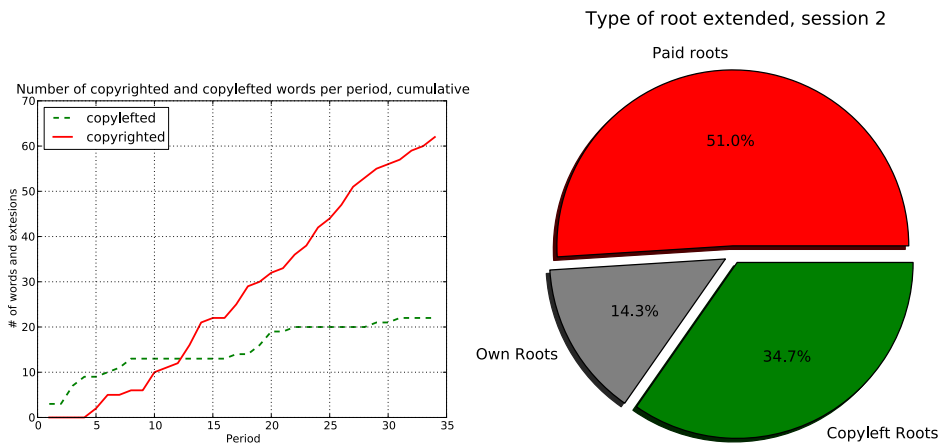 Number of copyrighted and copylefted words per period, cumulative
70
60
50
40
30
20
10
0
# of words and extesions
copylefted
copyrighted
0 5 10 15 20 25 30 35
Period
Type of root extended, session 2
Paid roots
51.0%
14.3%
Own Roots
34.7%
Copyleft Roots